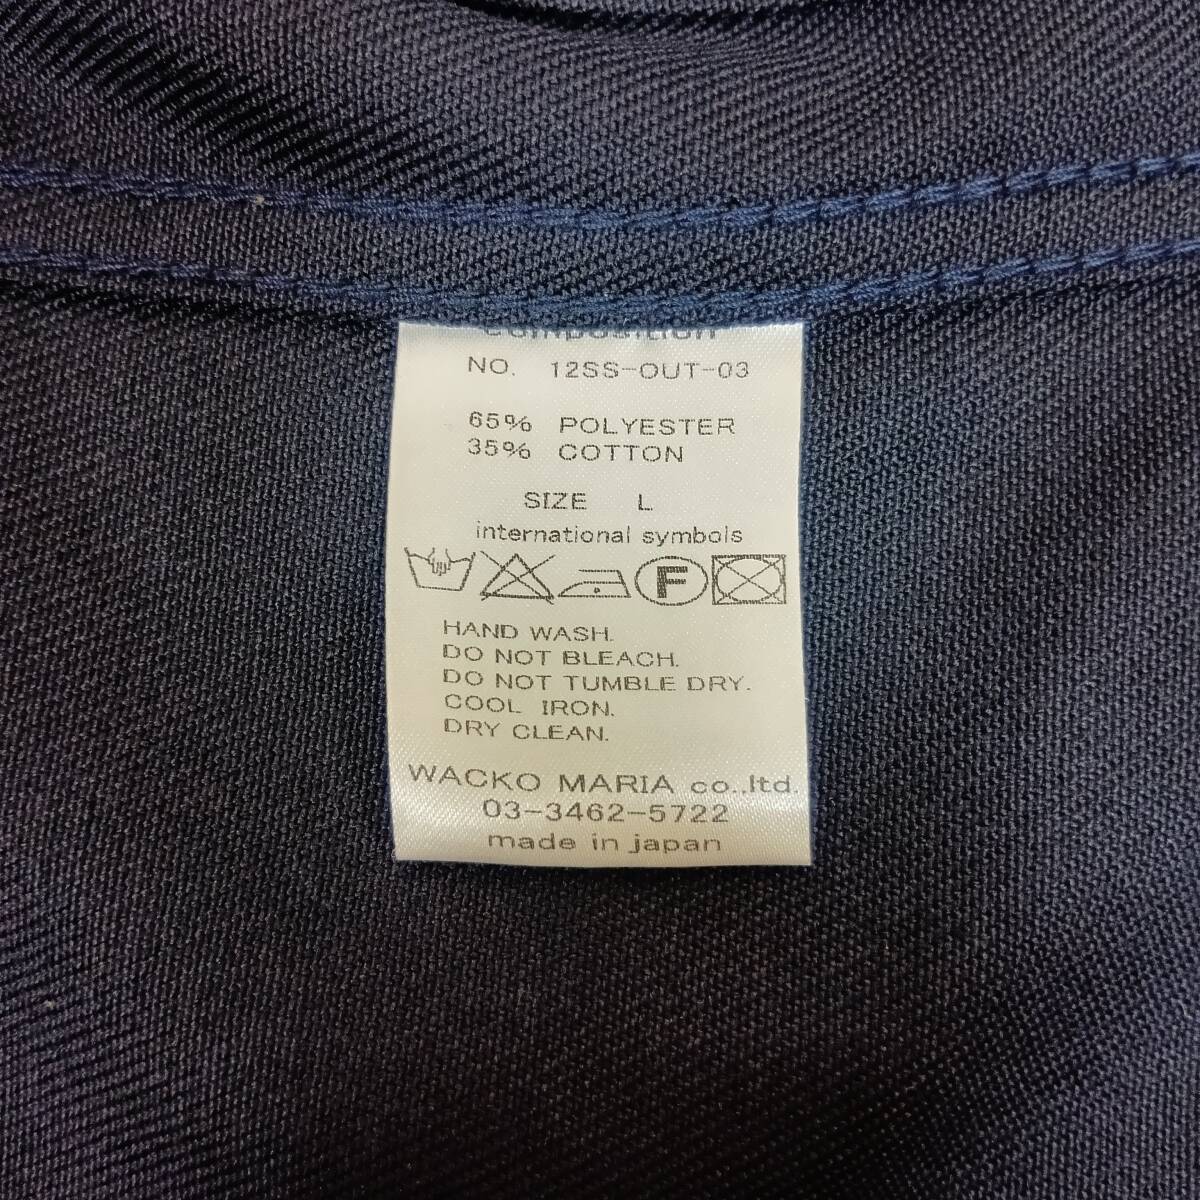 composition
NO. 12SS-OUT-03
65% POLYESTER
35% COTTON
SIZE L
international symbols
F
HAND WASH.
DO NOT BLEACH.
DO NOT TUMBLE DRY.
COOL IRON.
DRY CLEAN.
WACKO MARIA co.,ltd.
03-3462-5722
made in japan